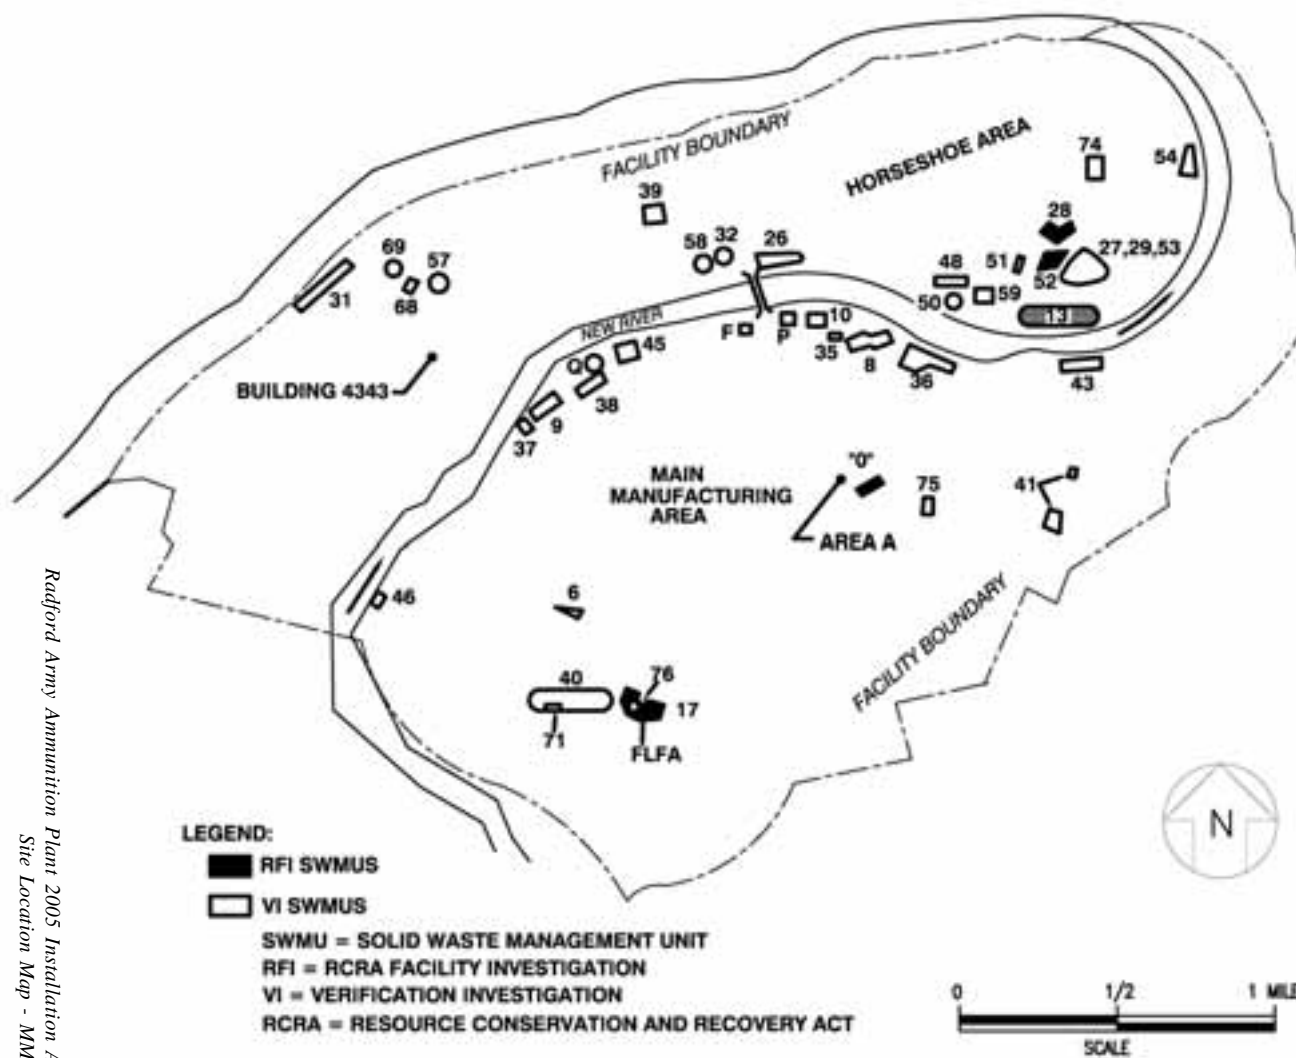 FACILITY BOUNDARY
HORSESHOE AREA
74
54
39
28
69
57
58
32
26
51
27,29,53
48
52
31
68
50
59
NEW RIVER
13
F
P
10
45
35
8
36
43
BUILDING 4343
38
9
37
MAIN
MANUFACTURING
AREA
"0"
75
41
AREA A
46
6
FACILITY BOUNDARY
40
76
17
71
FLFA
N
LEGEND:
RFI SWMUS
VI SWMUS
SWMU = SOLID WASTE MANAGEMENT UNIT
RFI = RCRA FACILITY INVESTIGATION
VI = VERIFICATION INVESTIGATION
RCRA = RESOURCE CONSERVATION AND RECOVERY ACT
0 1/2 1 MILE
SCALE
Radford Army Ammunition Plant 2005 Installation A
Site Location Map - MM